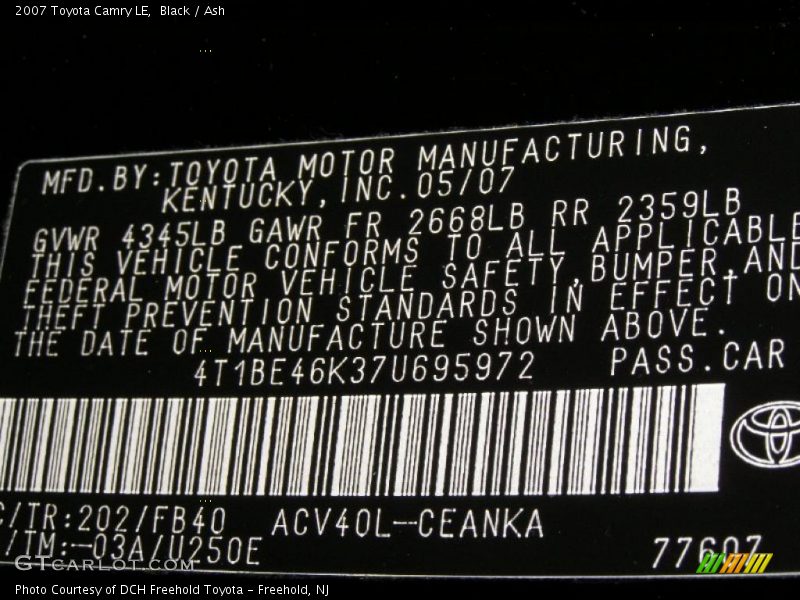 2007 Toyota Camry LE, Black / Ash
MFD.BY:TOYOTA MOTOR MANUFACTURING,
KENTUCKY,INC.05/07
GVWR 4345LB GAWR FR 2668LB RR 2359LB
THIS VEHICLE CONFORMS TO ALL APPLICABLE
FEDERAL MOTOR VEHICLE SAFETY,BUMPER,AND
THEFT PREVENTION STANDARDS IN EFFECT ON
THE DATE OF MANUFACTURE SHOWN ABOVE.
4T1BE46K37U695972 PASS.CAR
C/TR:202/FB40 ACV40L-CEANKA
/TM:-03A/U250E 77607
GTCARLOT.COM
Photo Courtesy of DCH Freehold Toyota - Freehold, NJ